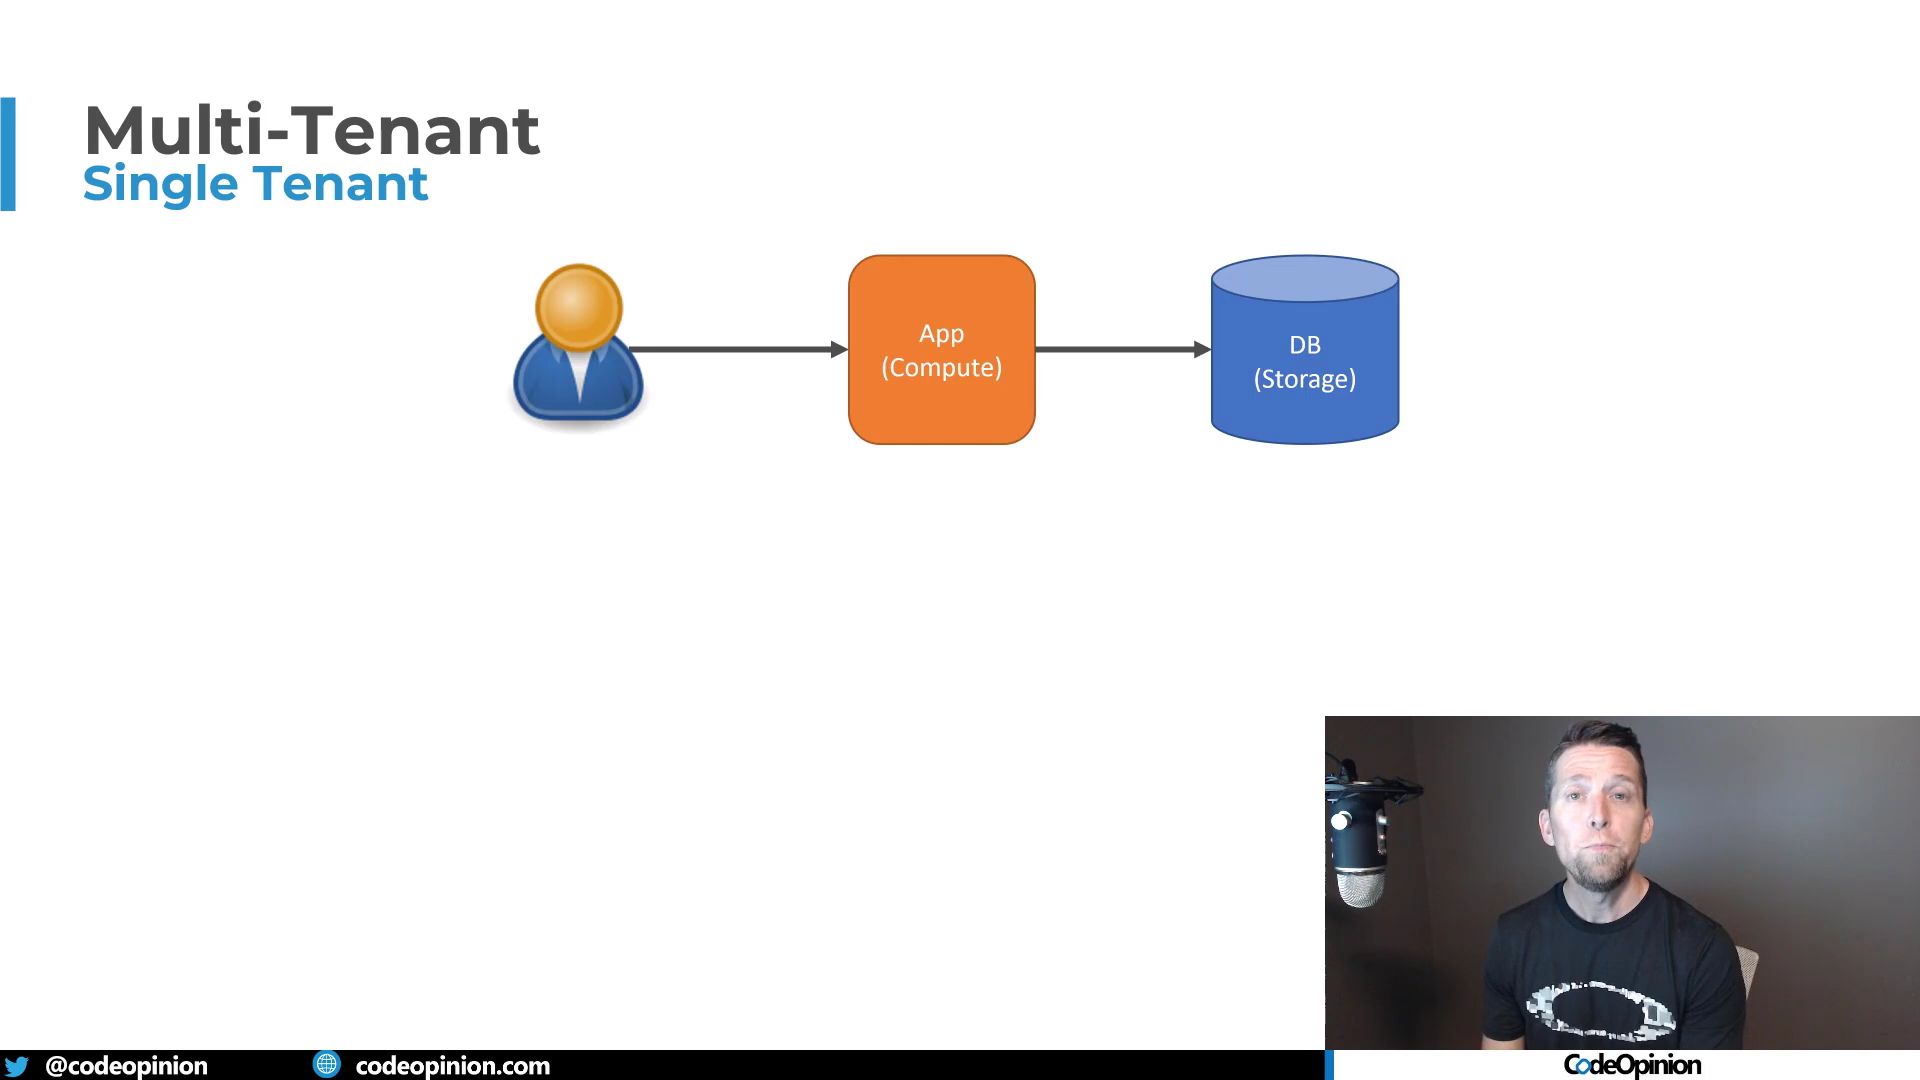 Multi-Tenant
Single Tenant
App
(Compute)
DB
(Storage)
@codeopinion
codeopinion.com
CodeOpinion